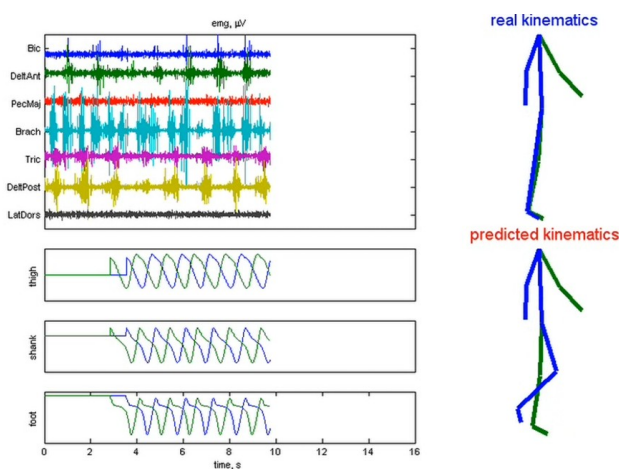 emg, µV
real kinematics
Bic
DeltAnt
PecMaj
Brach
Tric
DeltPost
LatDors
predicted kinematics
thigh
shank
foot
0 2 4 6 8 10 12 14 16
time, s